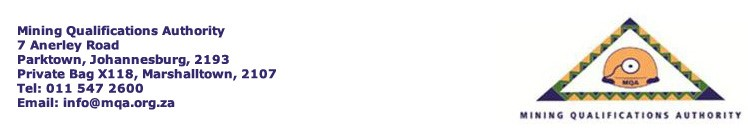 Mining Qualifications Authority
7 Anerley Road
Parktown, Johannesburg, 2193
Private Bag X118, Marshalltown, 2107
Tel: 011 547 2600
Email: info@mqa.org.za
MQA
MINING QUALIFICATIONS AUTHORITY